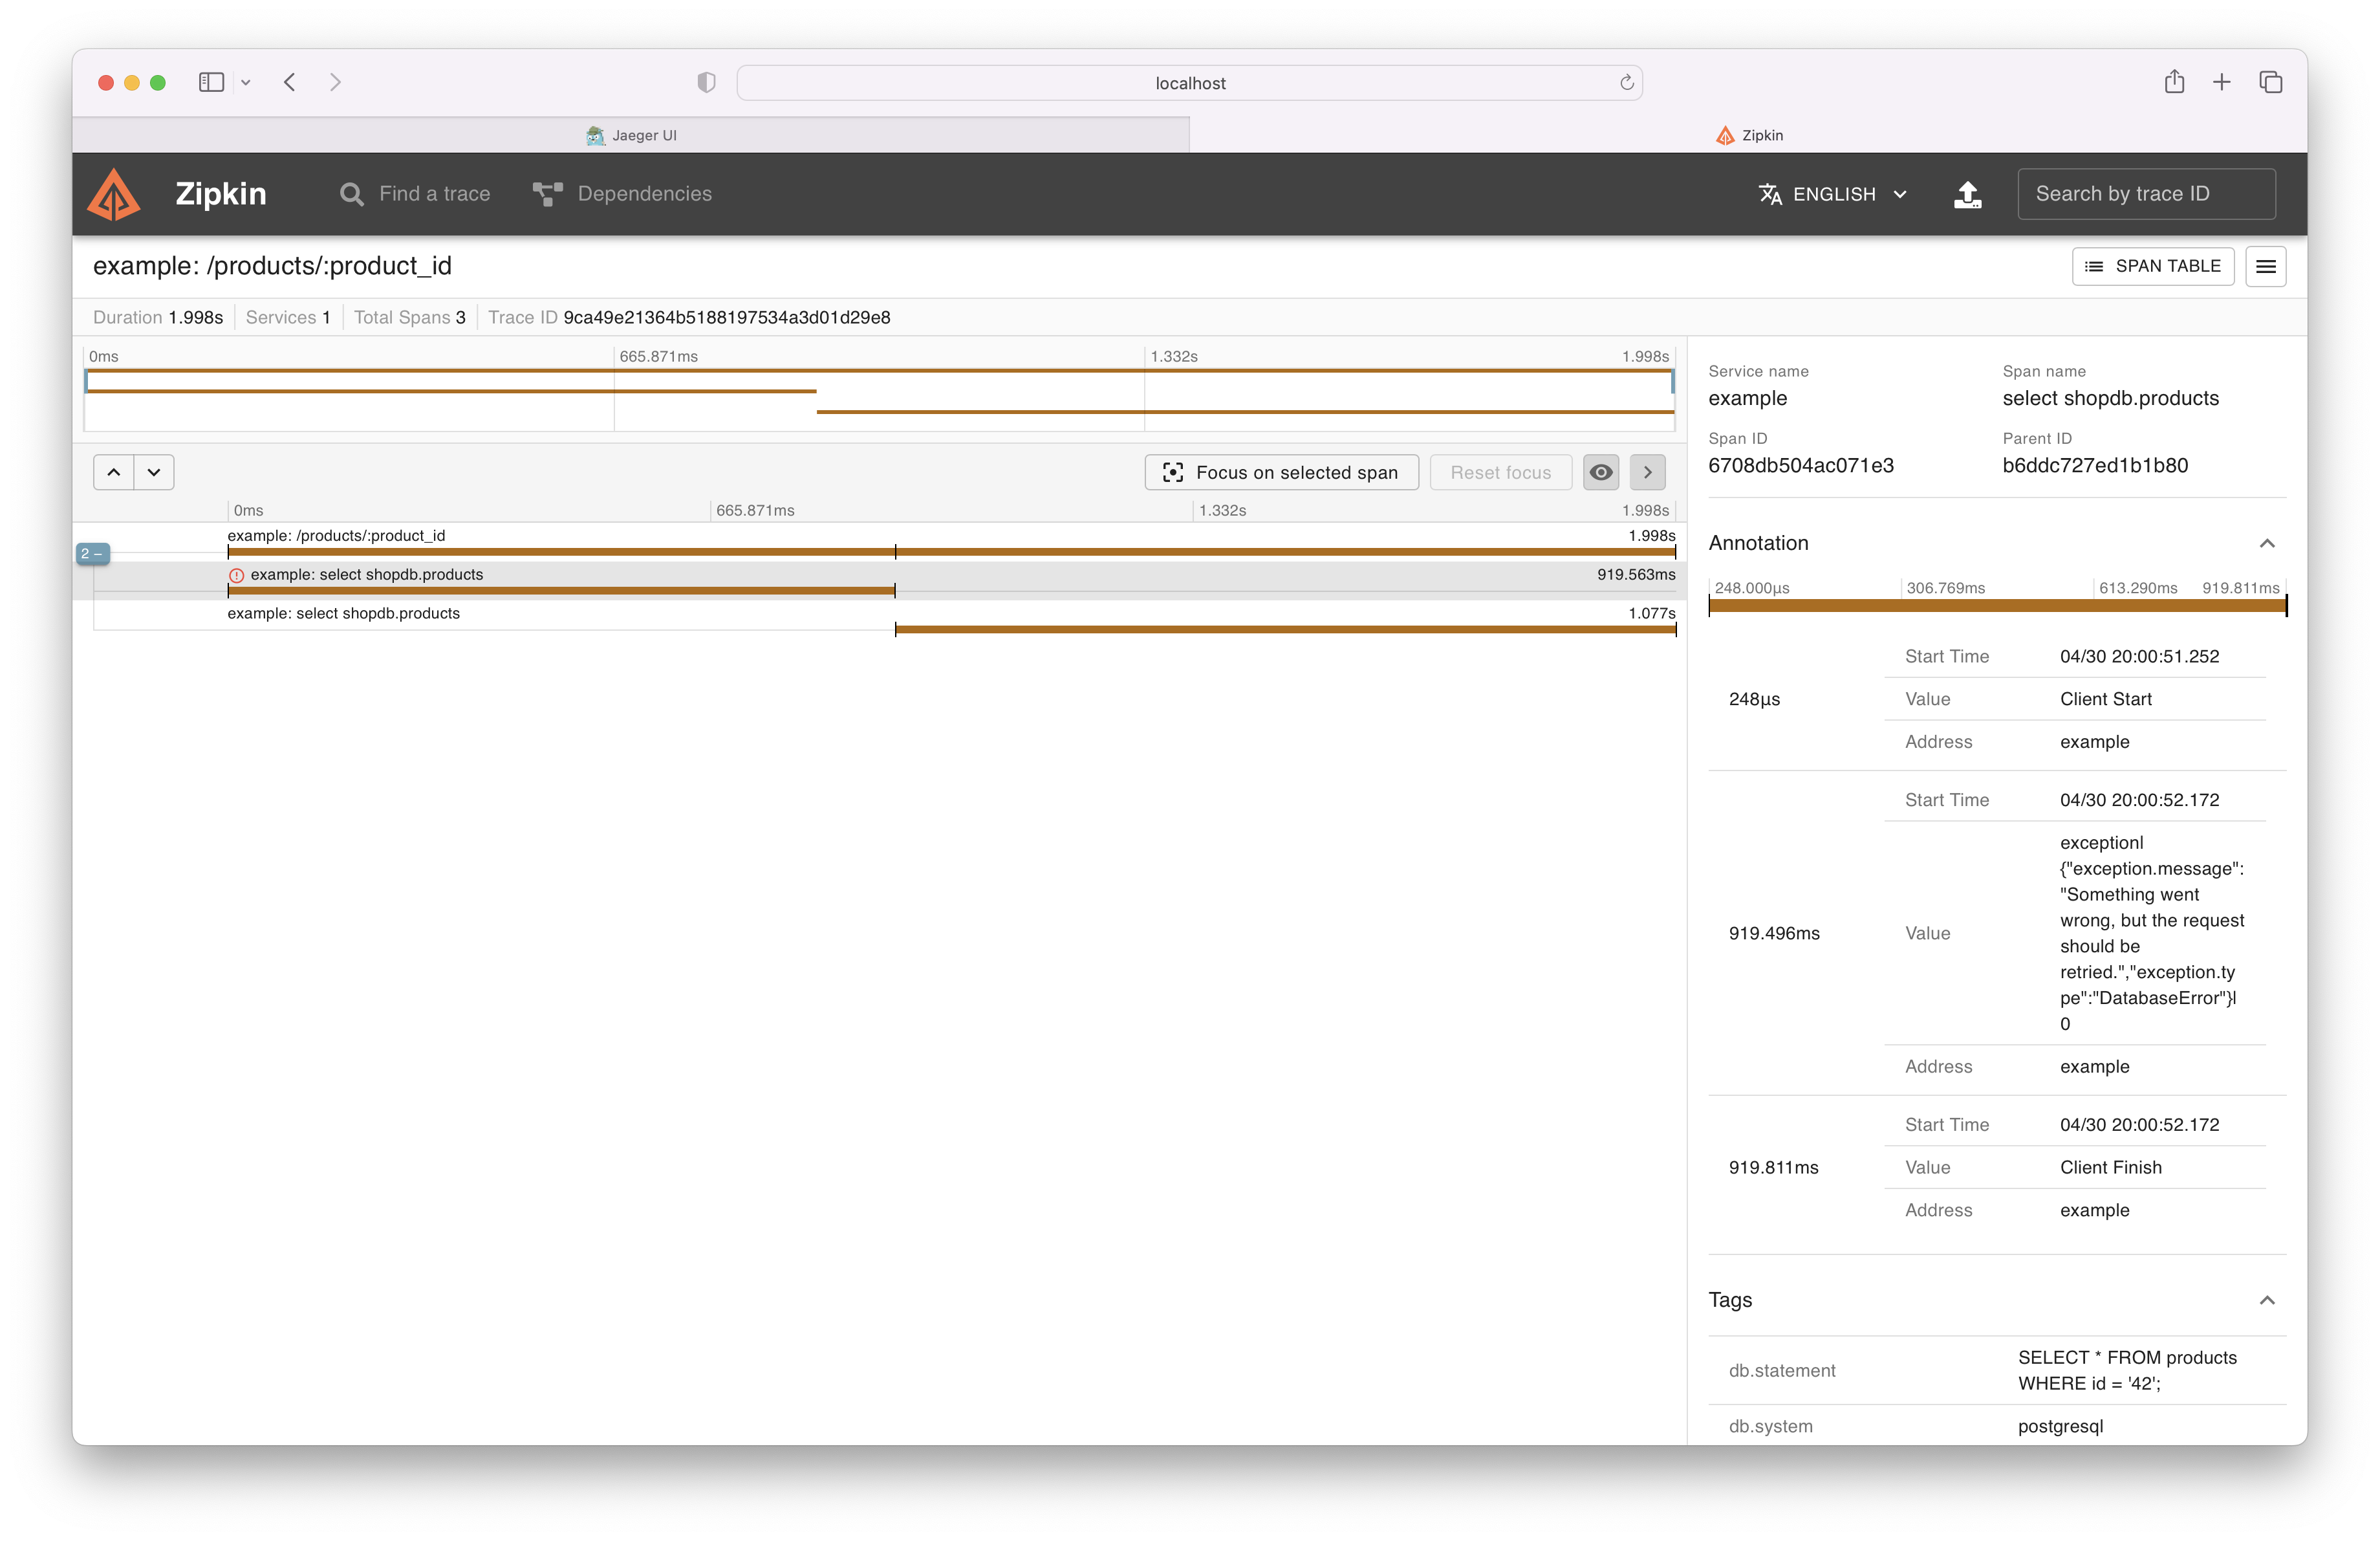 localhost
Jaeger UI
Zipkin
Zipkin
Find a trace
Dependencies
ENGLISH
Search by trace ID
example: /products/:product_id
SPAN TABLE
Duration 1.998s
Services 1
Total Spans 3
Trace ID 9ca49e21364b5188197534a3d01d29e8
0ms
665.871ms
1.332s
1.998s
Focus on selected span
Reset focus
0ms
665.871ms
1.332s
1.998s
example: /products/:product_id
1.998s
2 –
example: select shopdb.products
919.563ms
example: select shopdb.products
1.077s
Service name
example
Span name
select shopdb.products
Span ID
6708db504ac071e3
Parent ID
b6ddc727ed1b1b80
Annotation
248.000μs
306.769ms
613.290ms
919.811ms
248μs
Start Time
04/30 20:00:51.252
Value
Client Start
Address
example
919.496ms
Start Time
04/30 20:00:52.172
Value
exception|
{"exception.message":
"Something went
wrong, but the request
should be
retried.","exception.ty
pe":"DatabaseError"}|
0
Address
example
919.811ms
Start Time
04/30 20:00:52.172
Value
Client Finish
Address
example
Tags
db.statement
SELECT * FROM products
WHERE id = '42';
db.system
postgresql